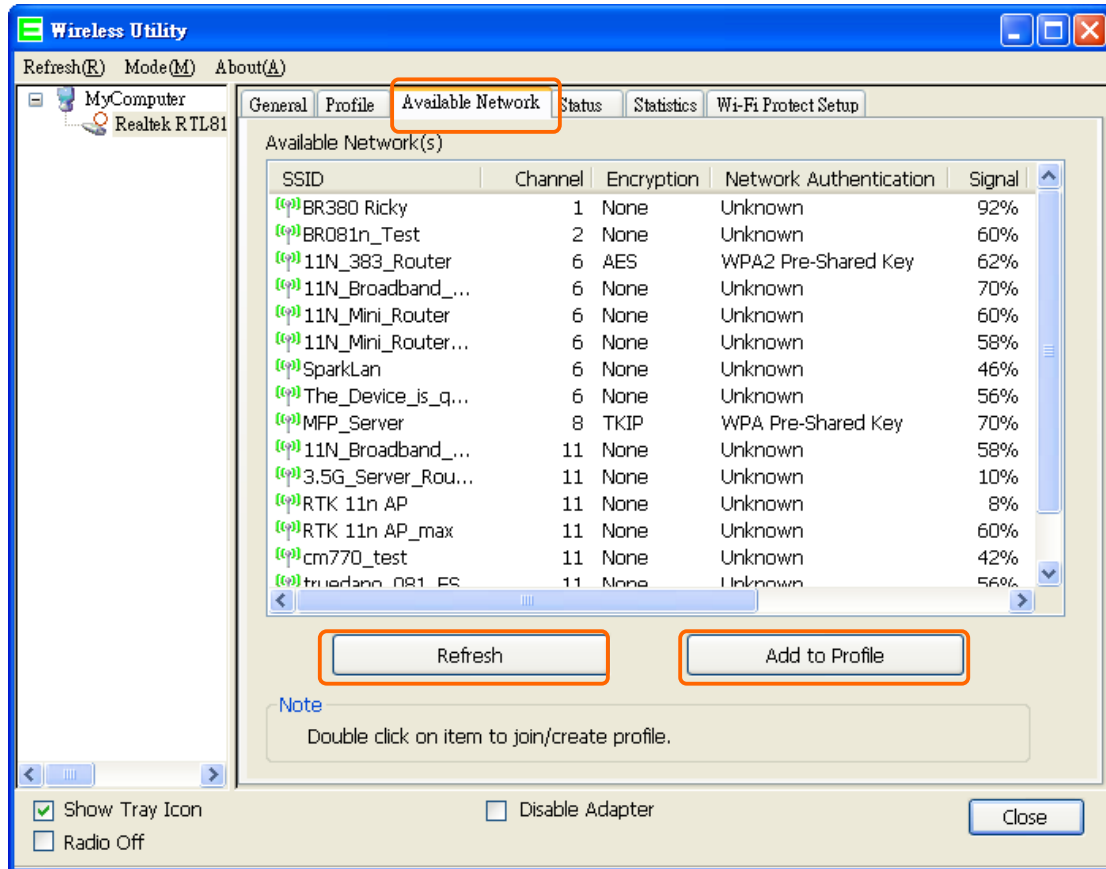 Wireless Utility
Refresh(R) Mode(M) About(A)
MyComputer
Realtek RTL81
General Profile Available Network Status Statistics Wi-Fi Protect Setup
Available Network(s)
SSID Channel Encryption Network Authentication Signal
BR380 Ricky 1 None Unknown 92%
BR081n_Test 2 None Unknown 60%
11N_383_Router 6 AES WPA2 Pre-Shared Key 62%
11N_Broadband_... 6 None Unknown 70%
11N_Mini_Router 6 None Unknown 60%
11N_Mini_Router... 6 None Unknown 58%
SparkLan 6 None Unknown 46%
The_Device_is_q... 6 None Unknown 56%
MFP_Server 8 TKIP WPA Pre-Shared Key 70%
11N_Broadband_... 11 None Unknown 58%
3.5G_Server_Rou... 11 None Unknown 10%
RTK 11n AP 11 None Unknown 8%
RTK 11n AP_max 11 None Unknown 60%
cm770_test 11 None Unknown 42%
11 None Unknown 56%
Refresh Add to Profile
Note
Double click on item to join/create profile.
Show Tray Icon Disable Adapter Close
Radio Off